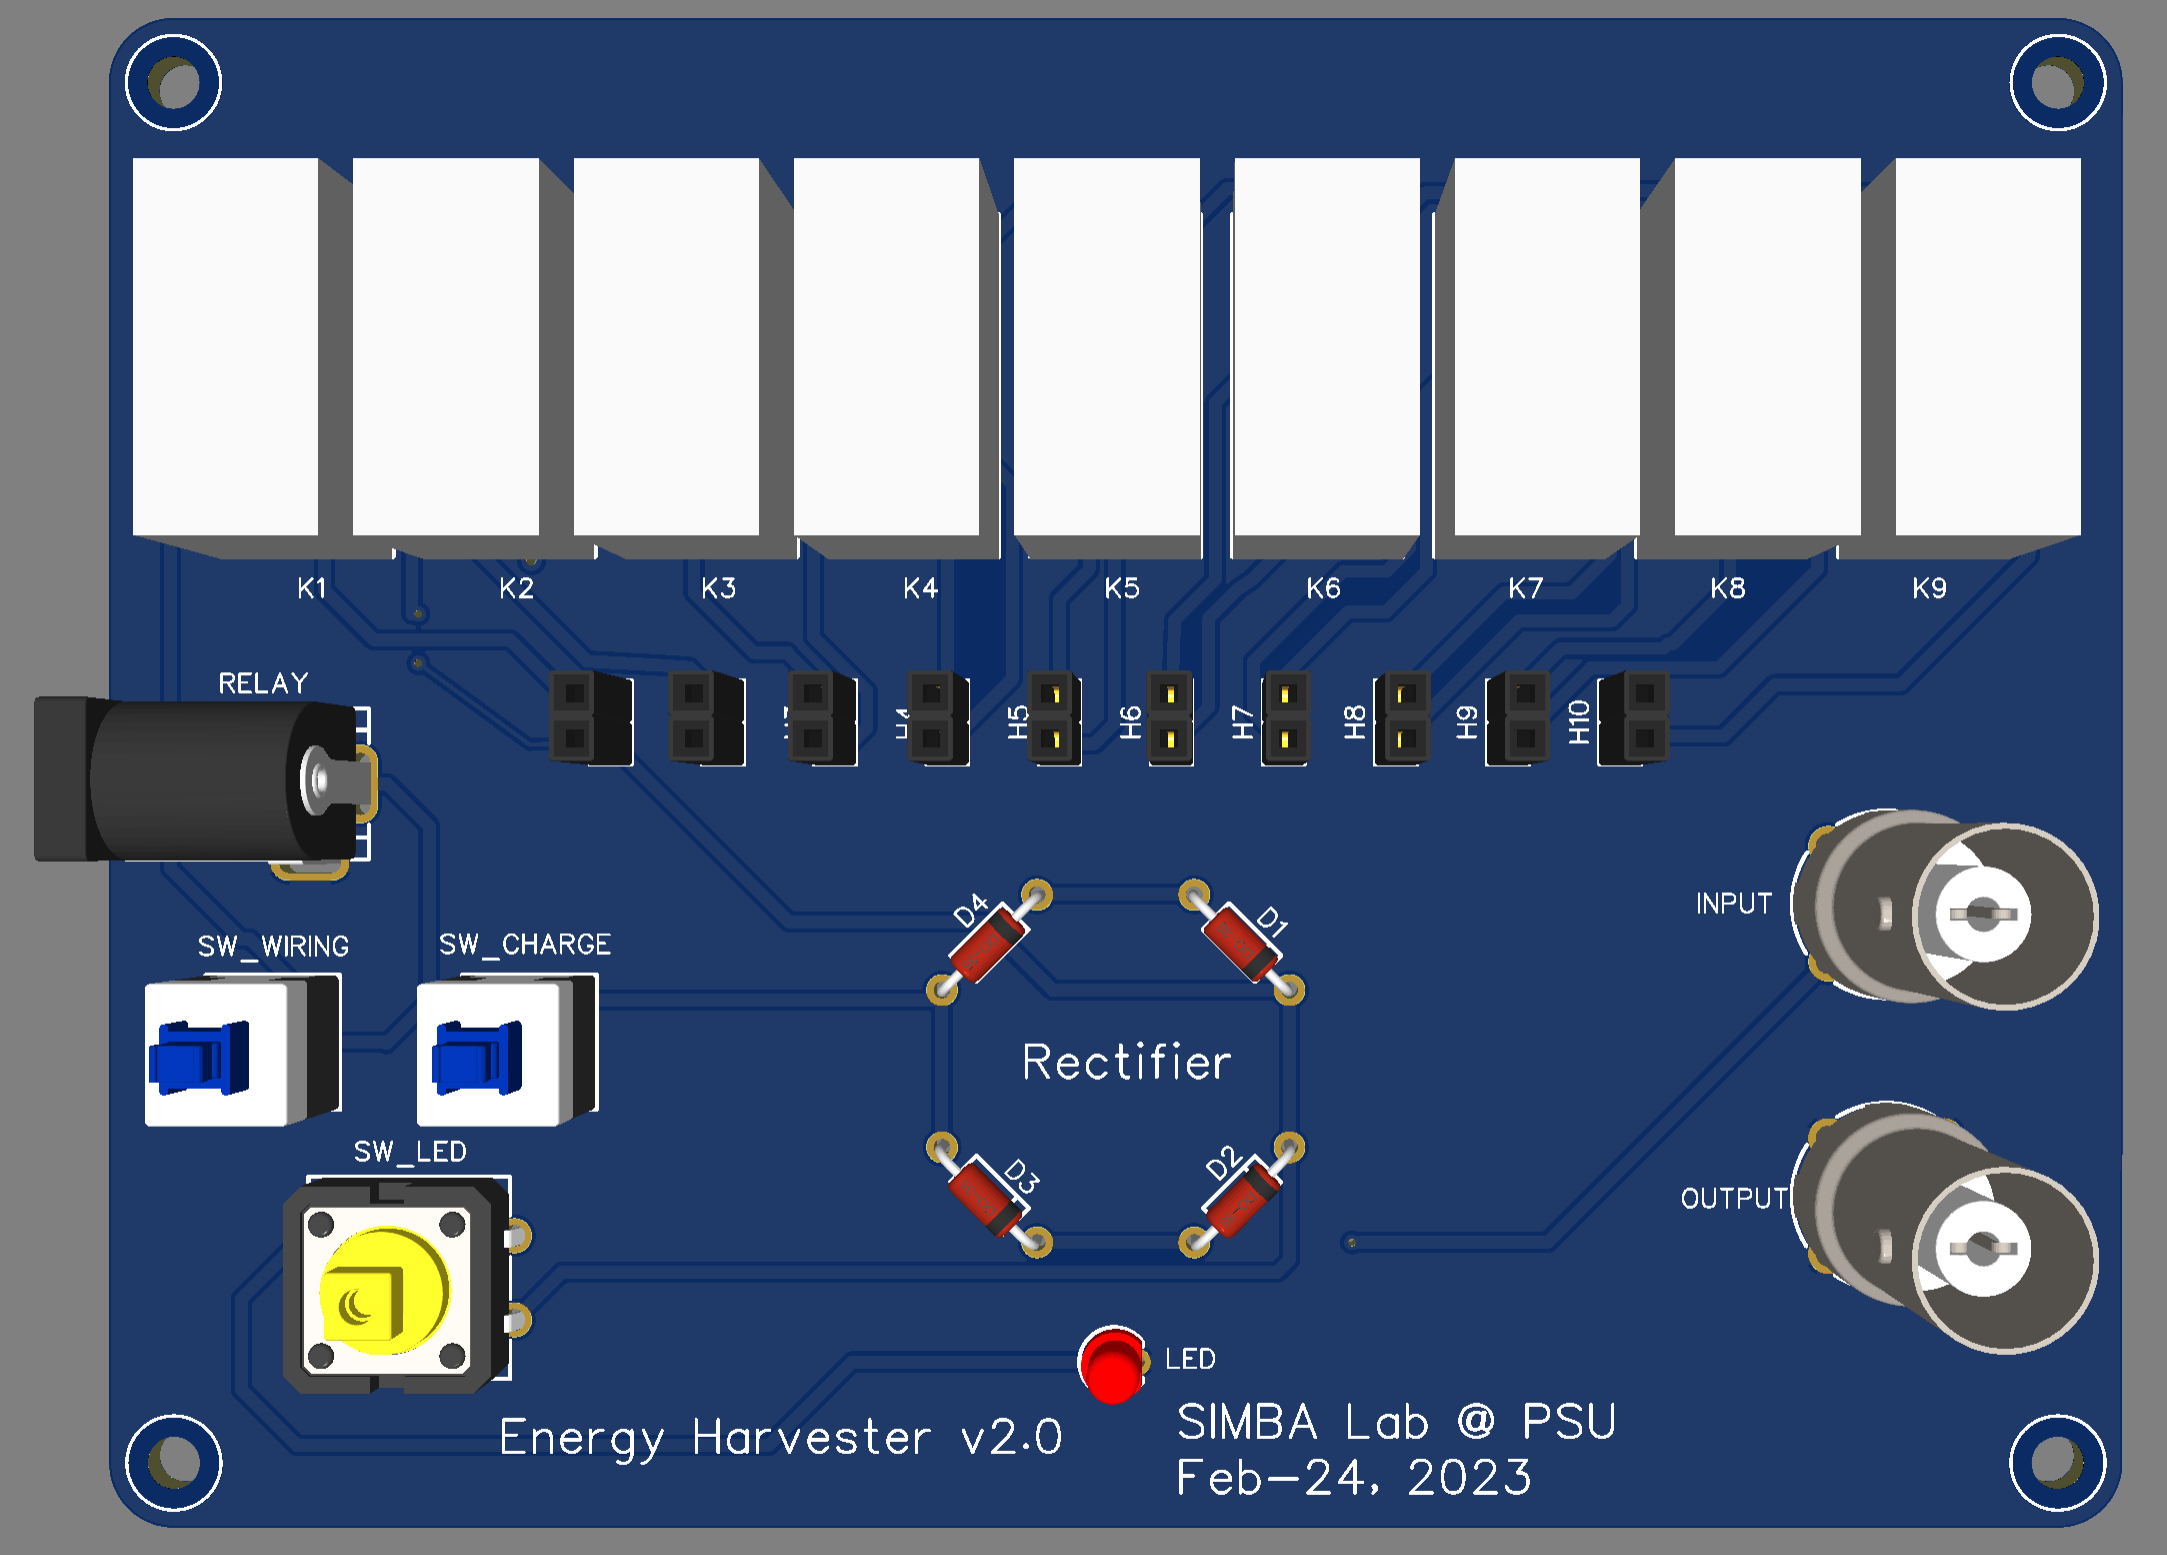 K1 K2 K3 K4 K5 K6 K7 K8 K9
RELAY
H5 H6 H7 H8 H9 H10
INPUT
D4 D1
SW_WIRING SW_CHARGE
Rectifier
SW_LED
D3 D2
OUTPUT
LED
Energy Harvester v2.0
SIMBA Lab @ PSU
Feb-24, 2023